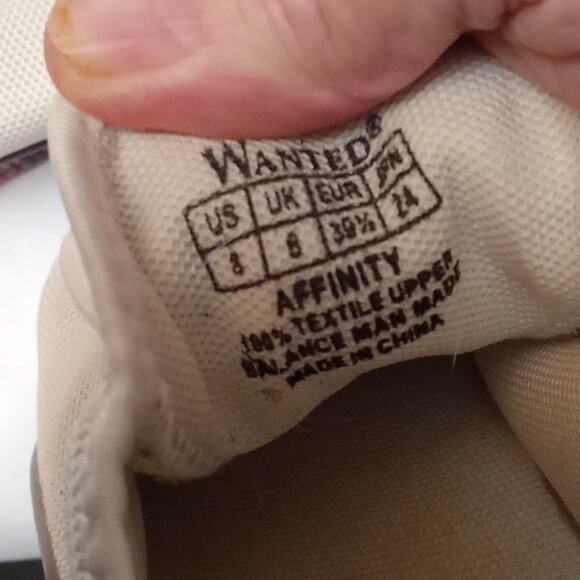 WANTED®
US UK EUR JPN
8 6 39½ 24
AFFINITY
100% TEXTILE UPPER
BALANCE MAN MADE
MADE IN CHINA